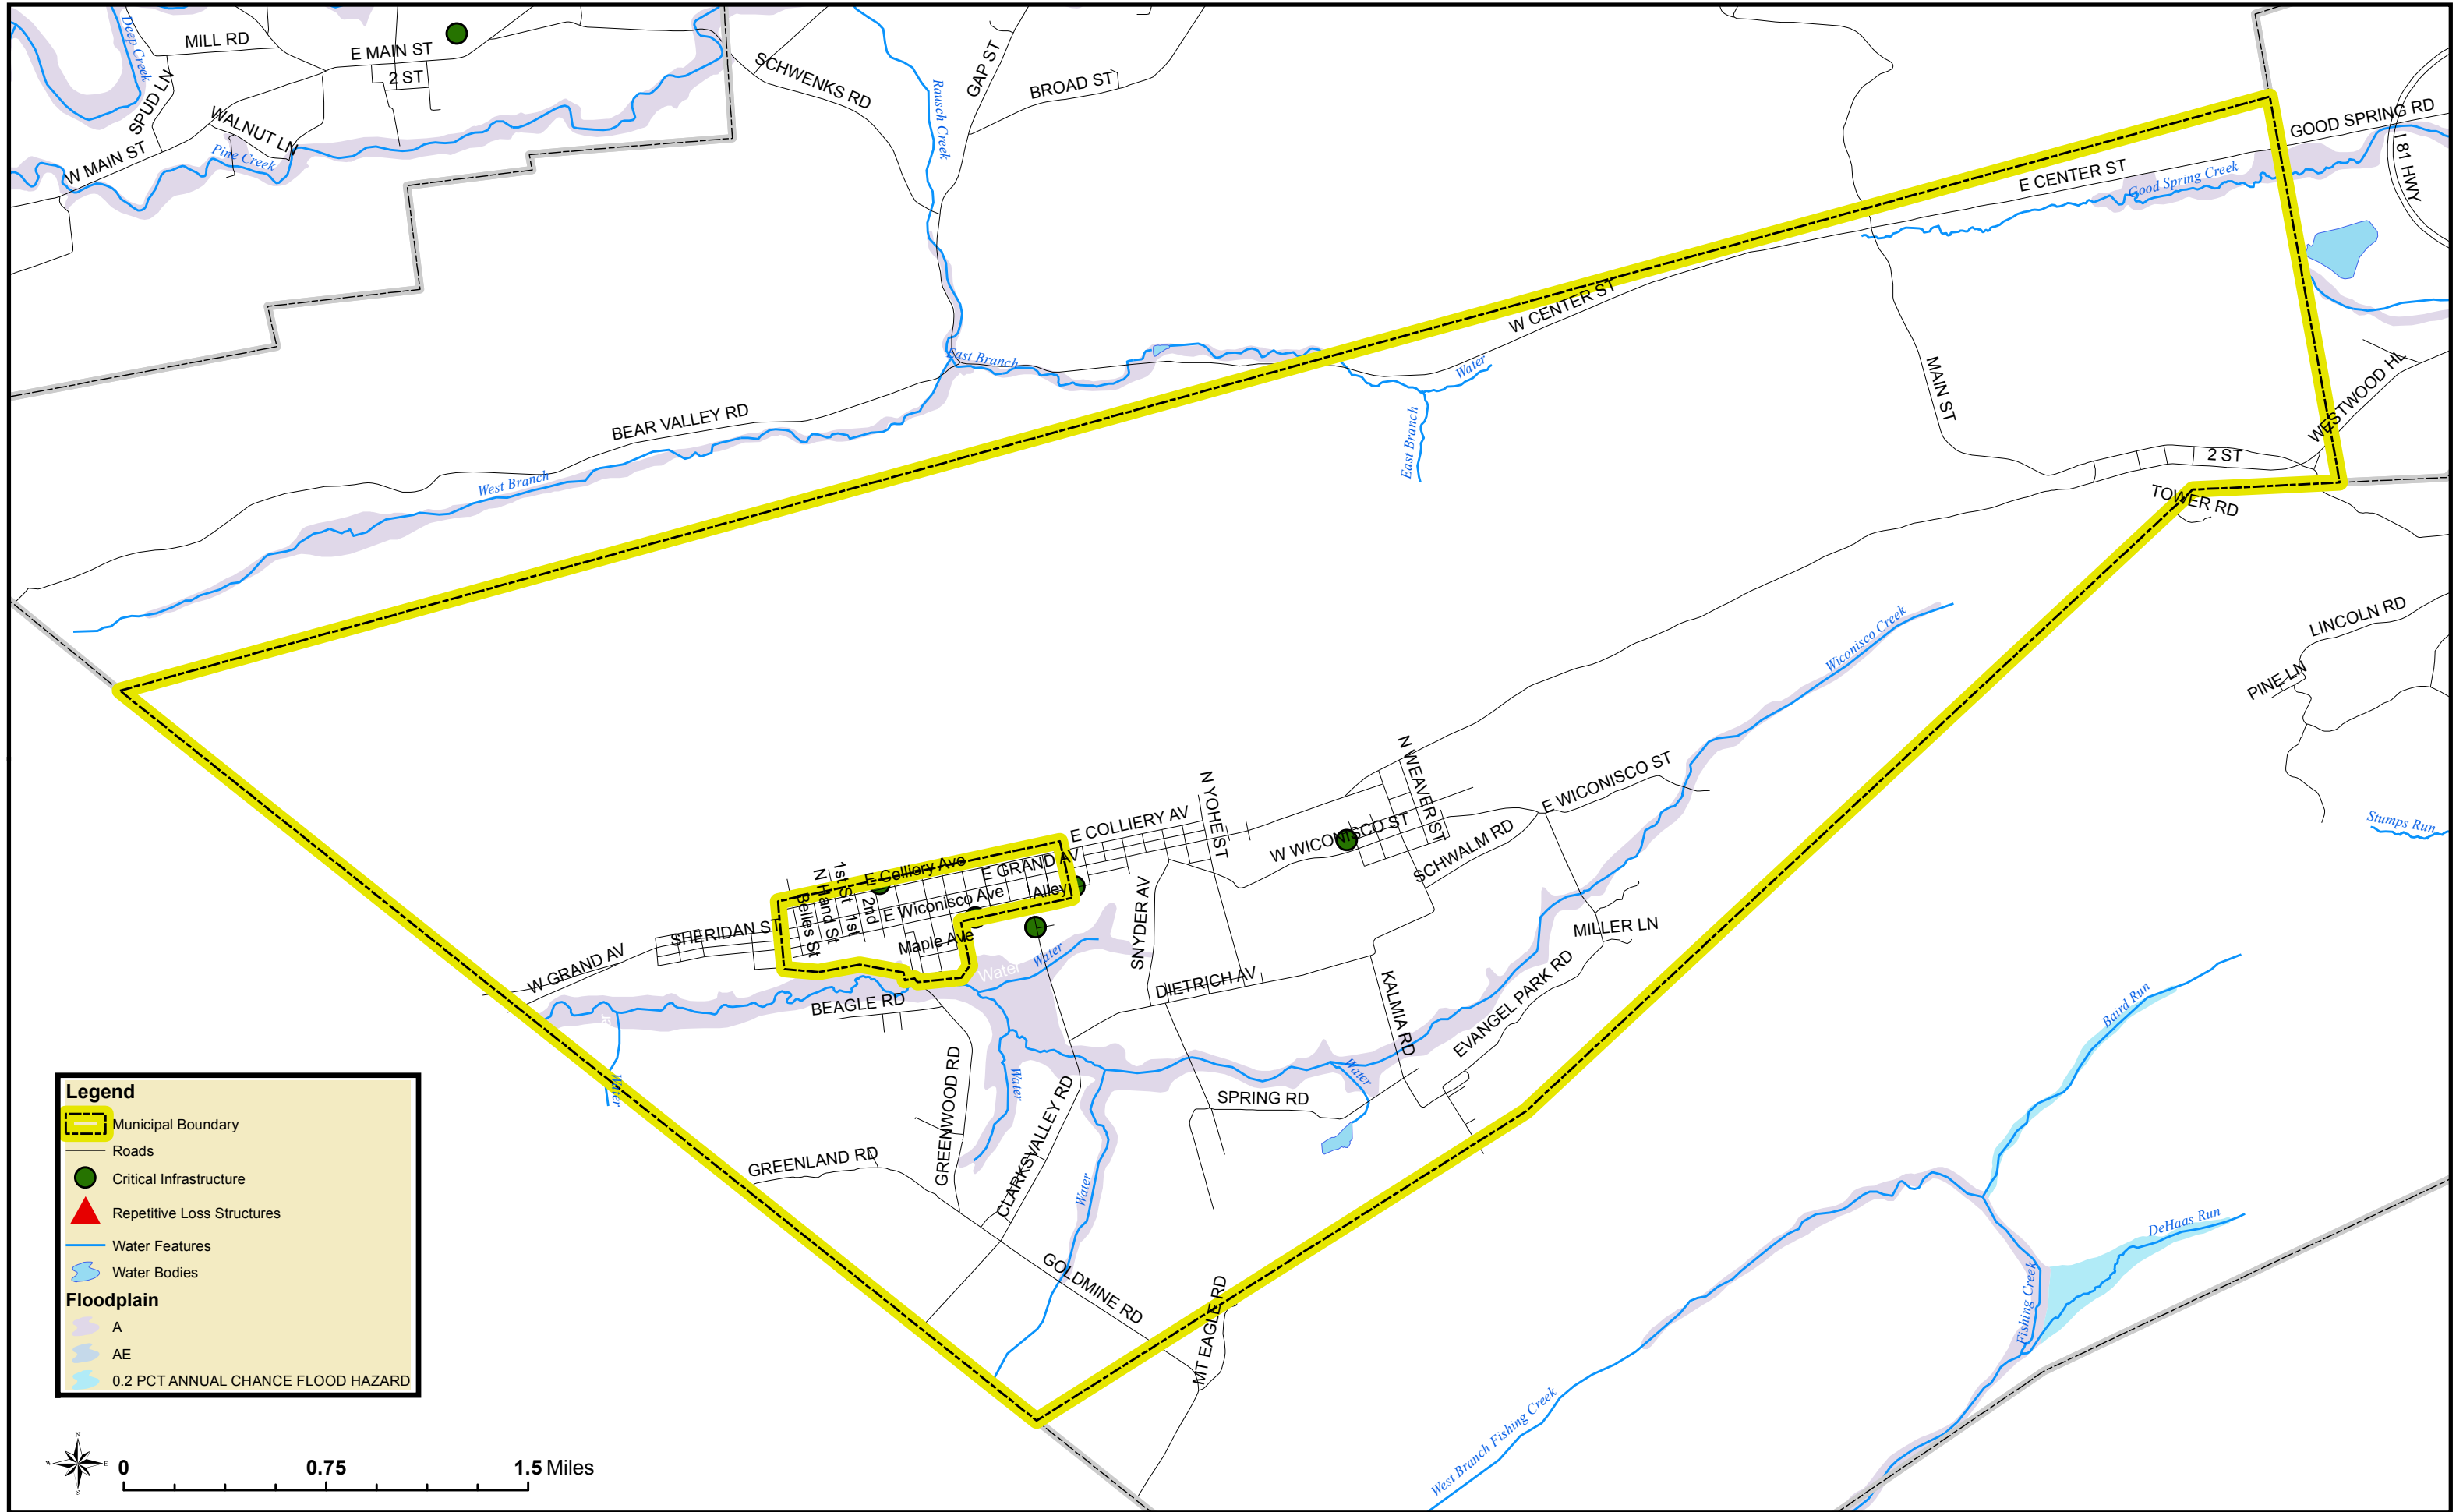 Deep Creek
MILL RD
E MAIN ST
2 ST
SPUD LN
WALNUT LN
W MAIN ST
Pine Creek
SCHWENKS RD
Rausch Creek
GAP ST
BROAD ST
GOOD SPRING RD
I 81 HWY
E CENTER ST
Good Spring Creek
W CENTER ST
East Branch
Water
East Branch
MAIN ST
WESTWOOD HL
2 ST
TOWER RD
BEAR VALLEY RD
West Branch
Wiconisco Creek
LINCOLN RD
PINE LN
Stumps Run
N WEAVER ST
E WICONISCO ST
N YOHE ST
E COLLIERY AV
W WICONISCO ST
SCHWALM RD
E Colliery Ave
E GRAND AV
1st St
N Hand St
Belles St
1st
2nd
E Wiconisco Ave
Alley
Maple Ave
SHERIDAN ST
W GRAND AV
SNYDER AV
MILLER LN
Water
Water
DIETRICH AV
BEAGLE RD
KALMIA RD
EVANGEL PARK RD
Baird Run
Water
Water
Water
SPRING RD
GREENWOOD RD
CLARKSVALLEY RD
GREENLAND RD
Water
GOLDMINE RD
MT EAGLE RD
DeHaas Run
Fishing Creek
West Branch Fishing Creek
Legend
Municipal Boundary
Roads
Critical Infrastructure
Repetitive Loss Structures
Water Features
Water Bodies
Floodplain
A
AE
0.2 PCT ANNUAL CHANCE FLOOD HAZARD
N
W E
S
0 0.75 1.5 Miles